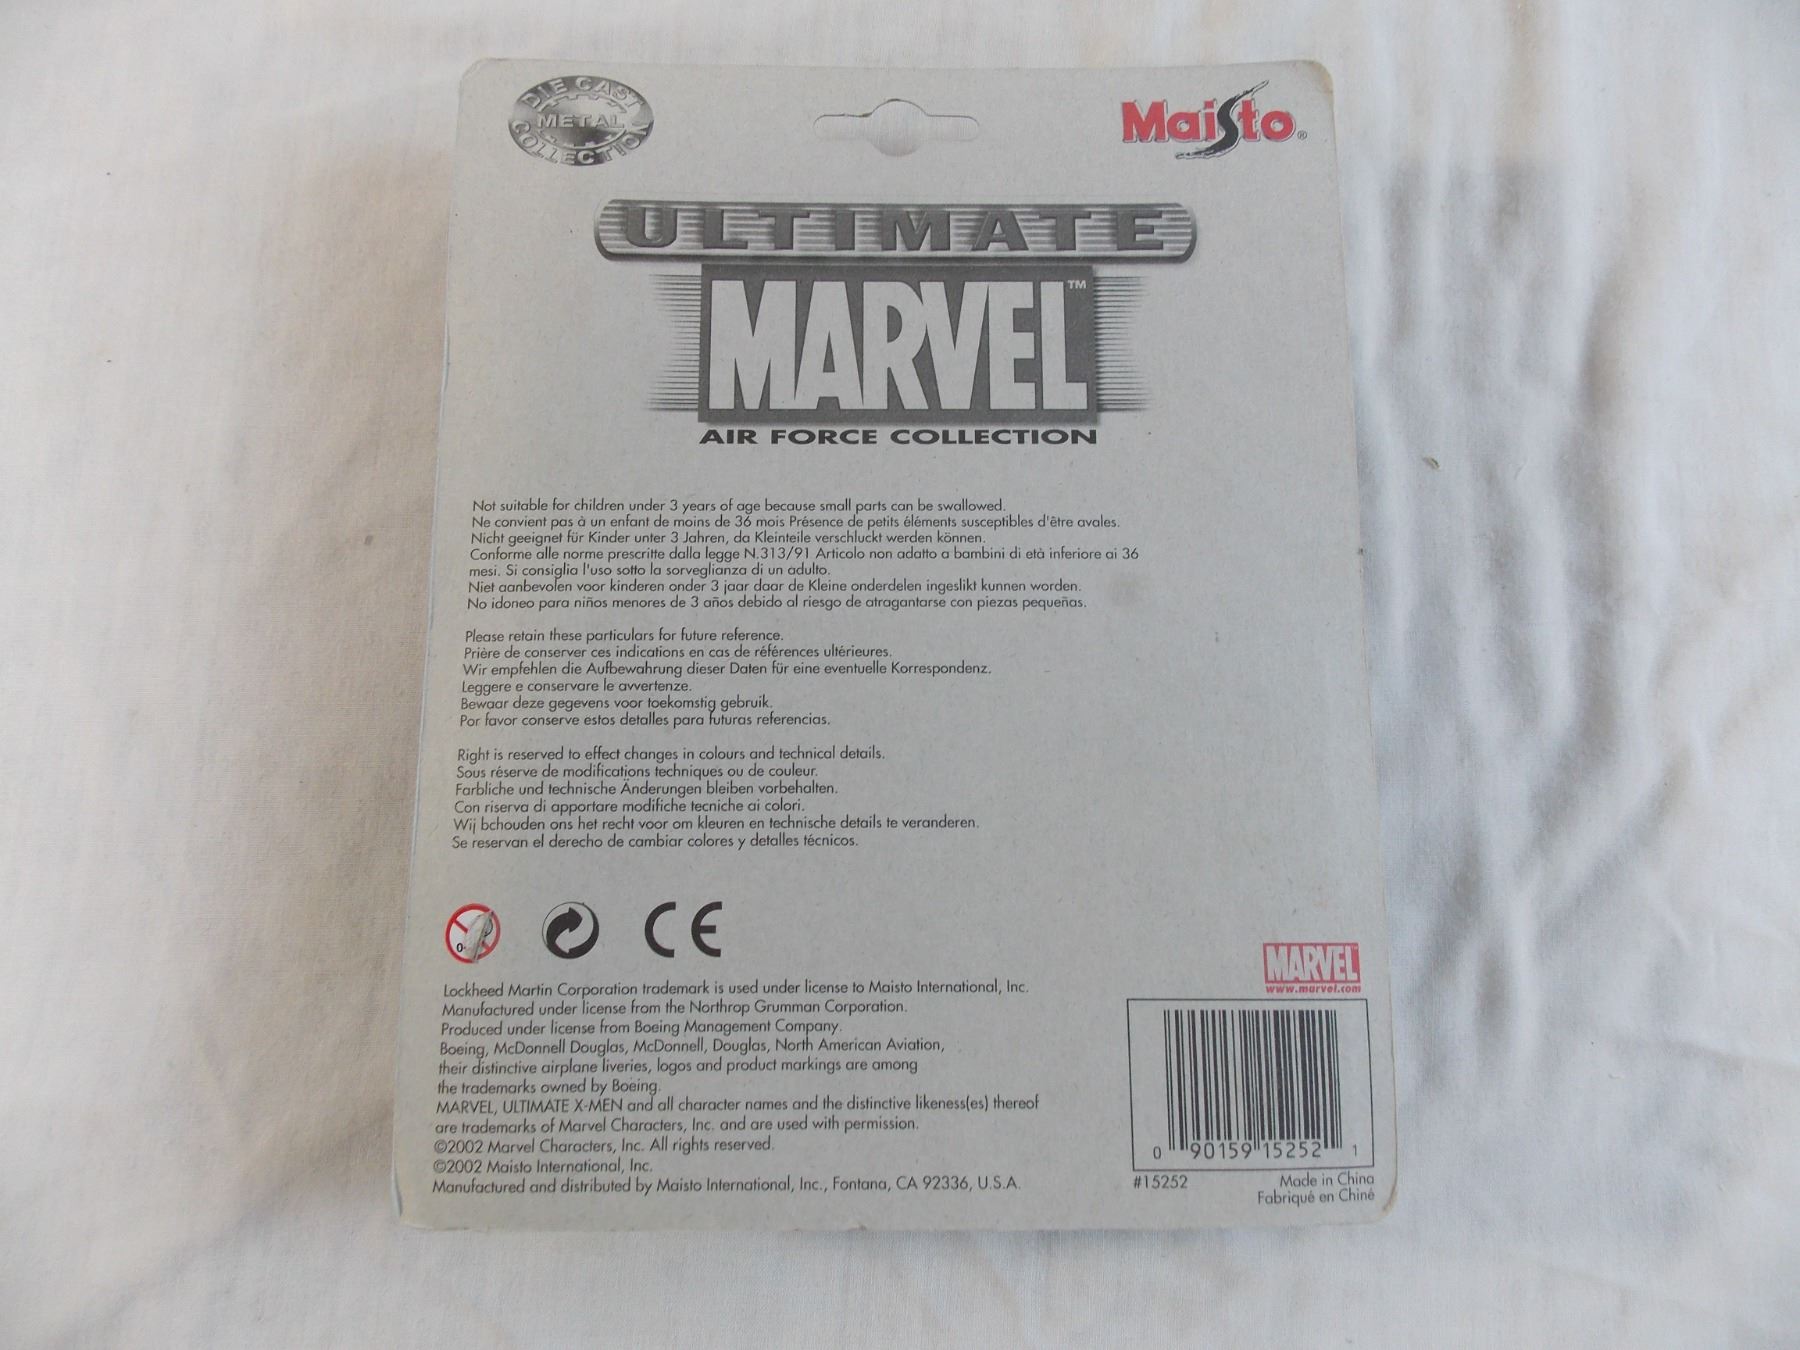 DIE CAST
METAL
COLLECTION
Maisto®
ULTIMATE
MARVEL™
AIR FORCE COLLECTION
Not suitable for children under 3 years of age because small parts can be swallowed.
Ne convient pas à un enfant de moins de 36 mois Présence de petits éléments susceptibles d'être avales.
Nicht geeignet für Kinder unter 3 Jahren, da Kleinteile verschluckt werden können.
Conforme alle norme prescritte dalla legge N.313/91 Articolo non adatto a bambini di età inferiore ai 36
mesi. Si consiglia l'uso sotto la sorveglianza di un adulto.
Niet aanbevolen voor kinderen onder 3 jaar daar de Kleine onderdelen ingeslikt kunnen worden.
No idoneo para niños menores de 3 años debido al riesgo de atragantarse con piezas pequeñas.
Please retain these particulars for future reference.
Prière de conserver ces indications en cas de références ultérieures.
Wir empfehlen die Aufbewahrung dieser Daten für eine eventuelle Korrespondenz.
Leggere e conservare le avvertenze.
Bewaar deze gegevens voor toekomstig gebruik.
Por favor conserve estos detalles para futuras referencias.
Right is reserved to effect changes in colours and technical details.
Sous réserve de modifications techniques ou de couleur.
Farbliche und technische Änderungen bleiben vorbehalten.
Con riserva di apportare modifiche tecniche ai colori.
Wij bchouden ons het recht voor om kleuren en technische details te veranderen.
Se reservan el derecho de cambiar colores y detalles técnicos.
0-
CE
Lockheed Martin Corporation trademark is used under license to Maisto International, Inc.
Manufactured under license from the Northrop Grumman Corporation.
Produced under license from Boeing Management Company.
Boeing, McDonnell Douglas, McDonnell, Douglas, North American Aviation,
their distinctive airplane liveries, logos and product markings are among
the trademarks owned by Boeing.
MARVEL, ULTIMATE X-MEN and all character names and the distinctive likeness(es) thereof
are trademarks of Marvel Characters, Inc. and are used with permission.
©2002 Marvel Characters, Inc. All rights reserved.
©2002 Maisto International, Inc.
Manufactured and distributed by Maisto International, Inc., Fontana, CA 92336, U.S.A.
MARVEL
www.marvel.com
0 90159 15252 1
#15252
Made in China
Fabriqué en Chine